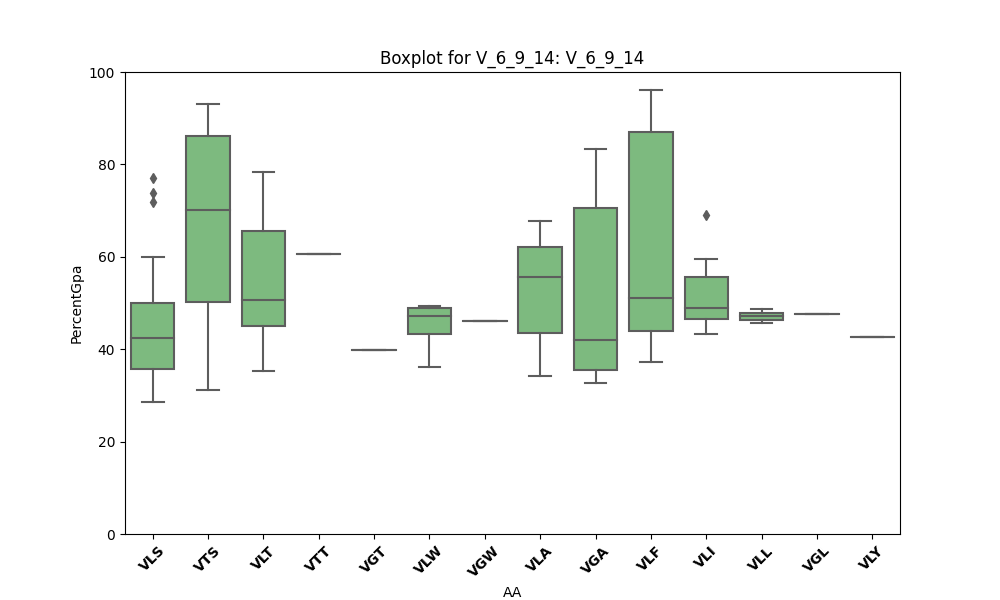 Boxplot for V_6_9_14: V_6_9_14
100
80
60
40
20
0
PercentGpa
VLS VTS VLT VTT VGT VLW VGW VLA VGA VLF VLI VLL VGL VLY
AA